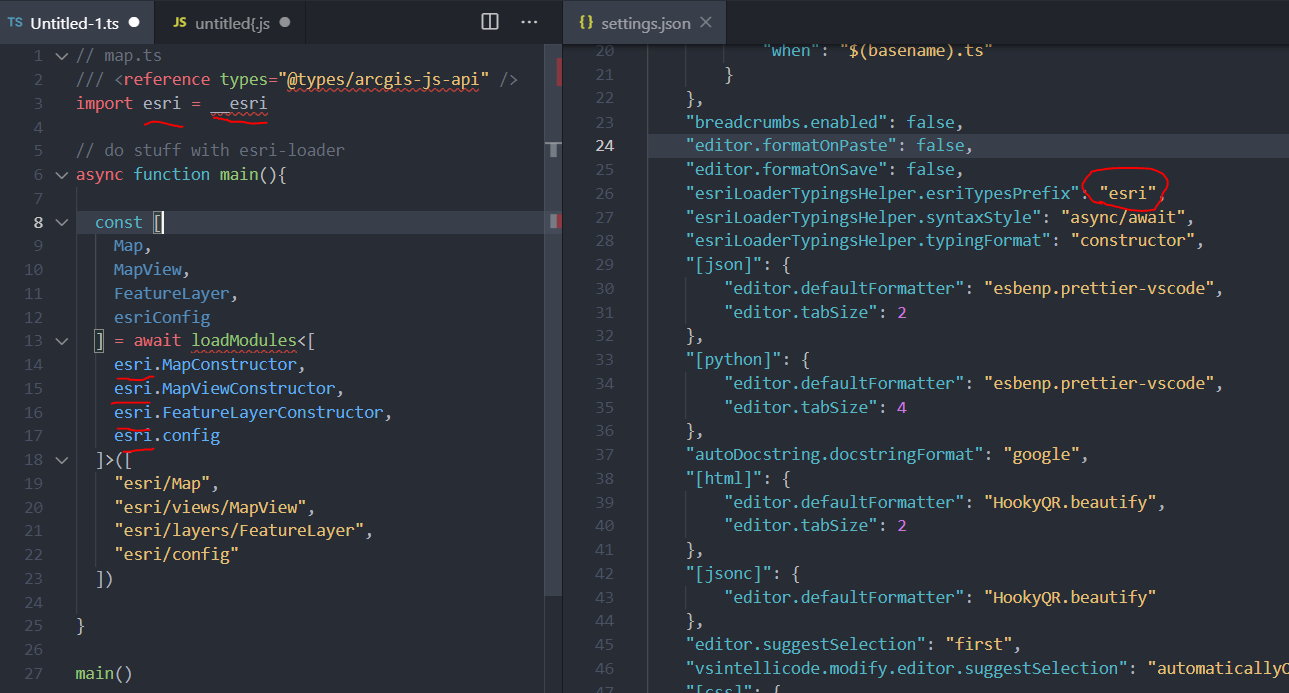 TS Untitled-1.ts
JS untitled{.js
{} settings.json
1 // map.ts
2 /// <reference types="@types/arcgis-js-api" />
3 import esri = __esri
4
5 // do stuff with esri-loader
6 async function main(){
7
8 const [
9 Map,
10 MapView,
11 FeatureLayer,
12 esriConfig
13 ] = await loadModules<[
14 esri.MapConstructor,
15 esri.MapViewConstructor,
16 esri.FeatureLayerConstructor,
17 esri.config
18 ]>([
19 "esri/Map",
20 "esri/views/MapView",
21 "esri/layers/FeatureLayer",
22 "esri/config"
23 ])
24
25 }
26
27 main()
20 "when": "$(basename).ts"
21 }
22 },
23 "breadcrumbs.enabled": false,
24 "editor.formatOnPaste": false,
25 "editor.formatOnSave": false,
26 "esriLoaderTypingsHelper.esriTypesPrefix": "esri",
27 "esriLoaderTypingsHelper.syntaxStyle": "async/await",
28 "esriLoaderTypingsHelper.typingFormat": "constructor",
29 "[json]": {
30 "editor.defaultFormatter": "esbenp.prettier-vscode",
31 "editor.tabSize": 2
32 },
33 "[python]": {
34 "editor.defaultFormatter": "esbenp.prettier-vscode",
35 "editor.tabSize": 4
36 },
37 "autoDocstring.docstringFormat": "google",
38 "[html]": {
39 "editor.defaultFormatter": "HookyQR.beautify",
40 "editor.tabSize": 2
41 },
42 "[jsonc]": {
43 "editor.defaultFormatter": "HookyQR.beautify"
44 },
45 "editor.suggestSelection": "first",
46 "vsintellicode.modify.editor.suggestSelection": "automaticallyO
47 "[css]": {